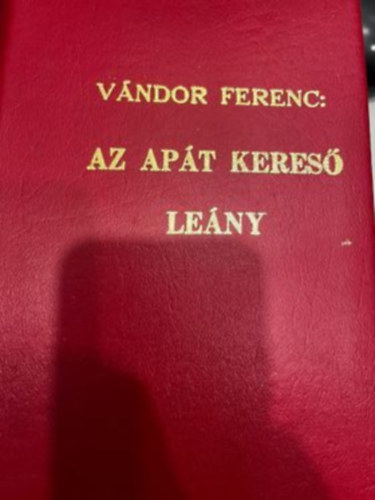 VÁNDOR FERENC:
AZ APÁT KERESŐ
LEÁNY